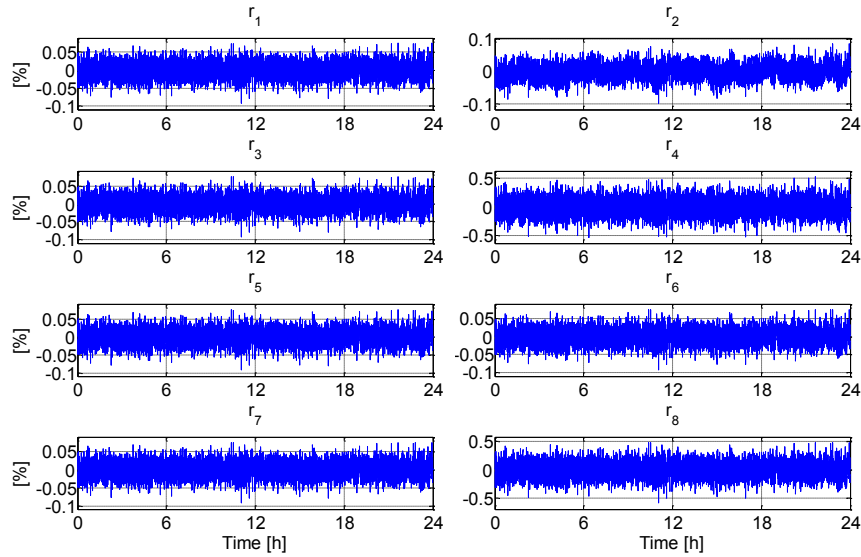 r1 r2
[%] 0.05 0 -0.05 -0.1 0.1 0 -0.1
0 6 12 18 24 0 6 12 18 24
r3 r4
[%] 0.05 0 -0.05 -0.1 0.5 0 -0.5
0 6 12 18 24 0 6 12 18 24
r5 r6
[%] 0.05 0 -0.05 -0.1 0.05 0 -0.05 -0.1
0 6 12 18 24 0 6 12 18 24
r7 r8
[%] 0.05 0 -0.05 -0.1 0.5 0 -0.5
0 6 12 18 24 0 6 12 18 24
Time [h] Time [h]